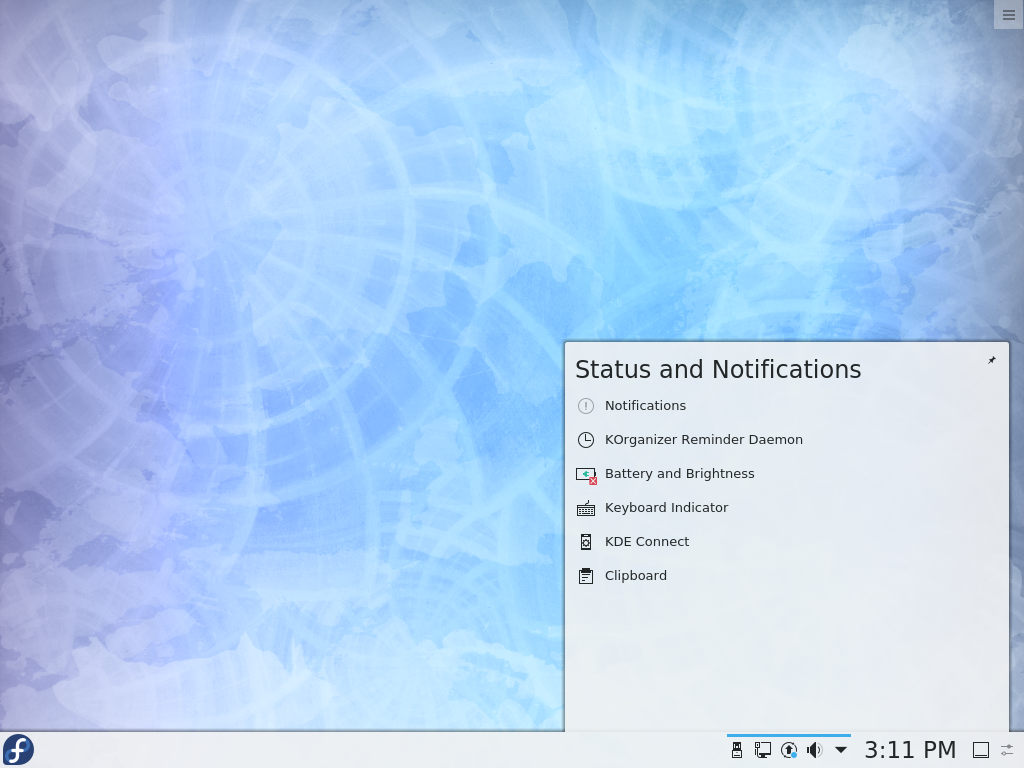 Status and Notifications
Notifications
KOrganizer Reminder Daemon
Battery and Brightness
Keyboard Indicator
KDE Connect
Clipboard
3:11 PM